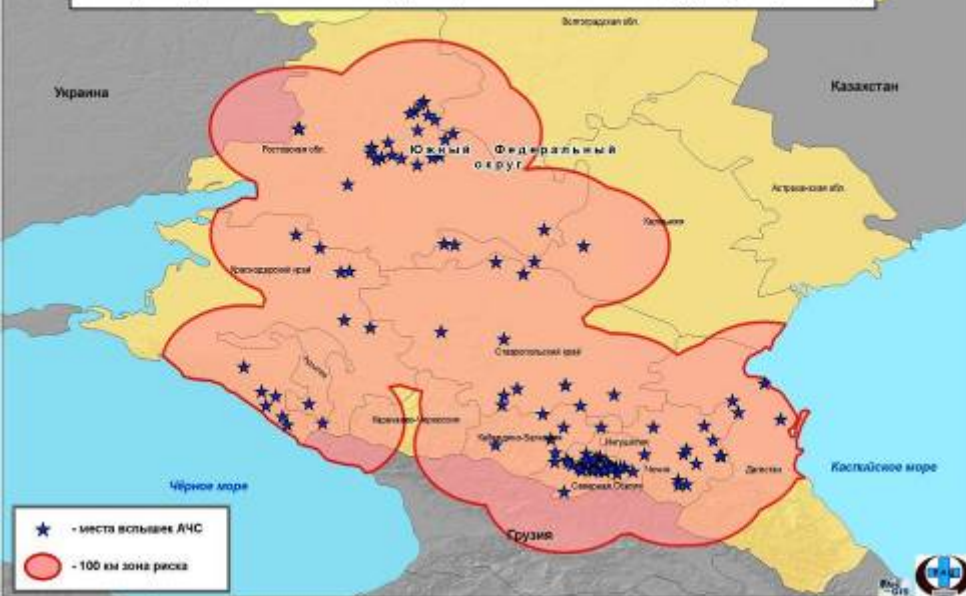 Волгоградская обл.
Украина
Казахстан
Ростовская обл.
Южный Федеральный
округ
Астраханская обл.
Калмыкия
Краснодарский край
Ставропольский край
Адыгея
Карачаево-Черкессия
Кабардино-Балкария
Ингушетия
Чечня
Дагестан
Северная Осетия
Каспийское море
Чёрное море
Грузия
- места вспышек АЧС
- 100 км зона риска